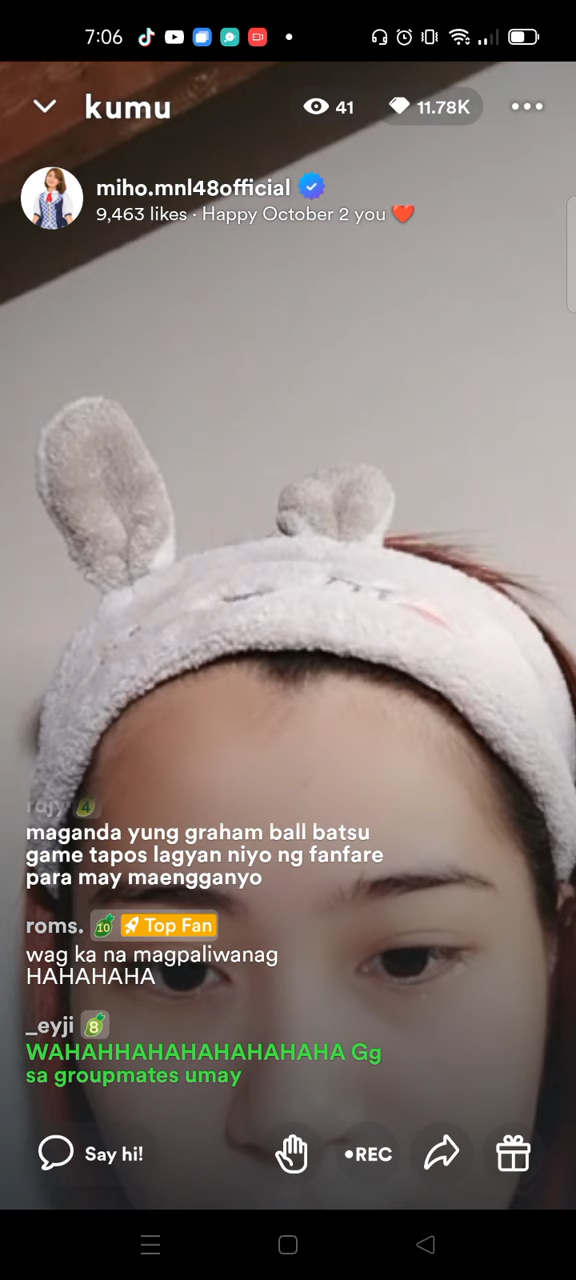 7:06
kumu
41
11.78K
miho.mnl48official
9,463 likes · Happy October 2 you ❤️
rajy 4
maganda yung graham ball batsu
game tapos lagyan niyo ng fanfare
para may maengganyo
roms. 10 Top Fan
wag ka na magpaliwanag
HAHAHAHA
_eyji 8
WAHAHHAHAHAHAHAHAHA Gg
sa groupmates umay
Say hi!
•REC